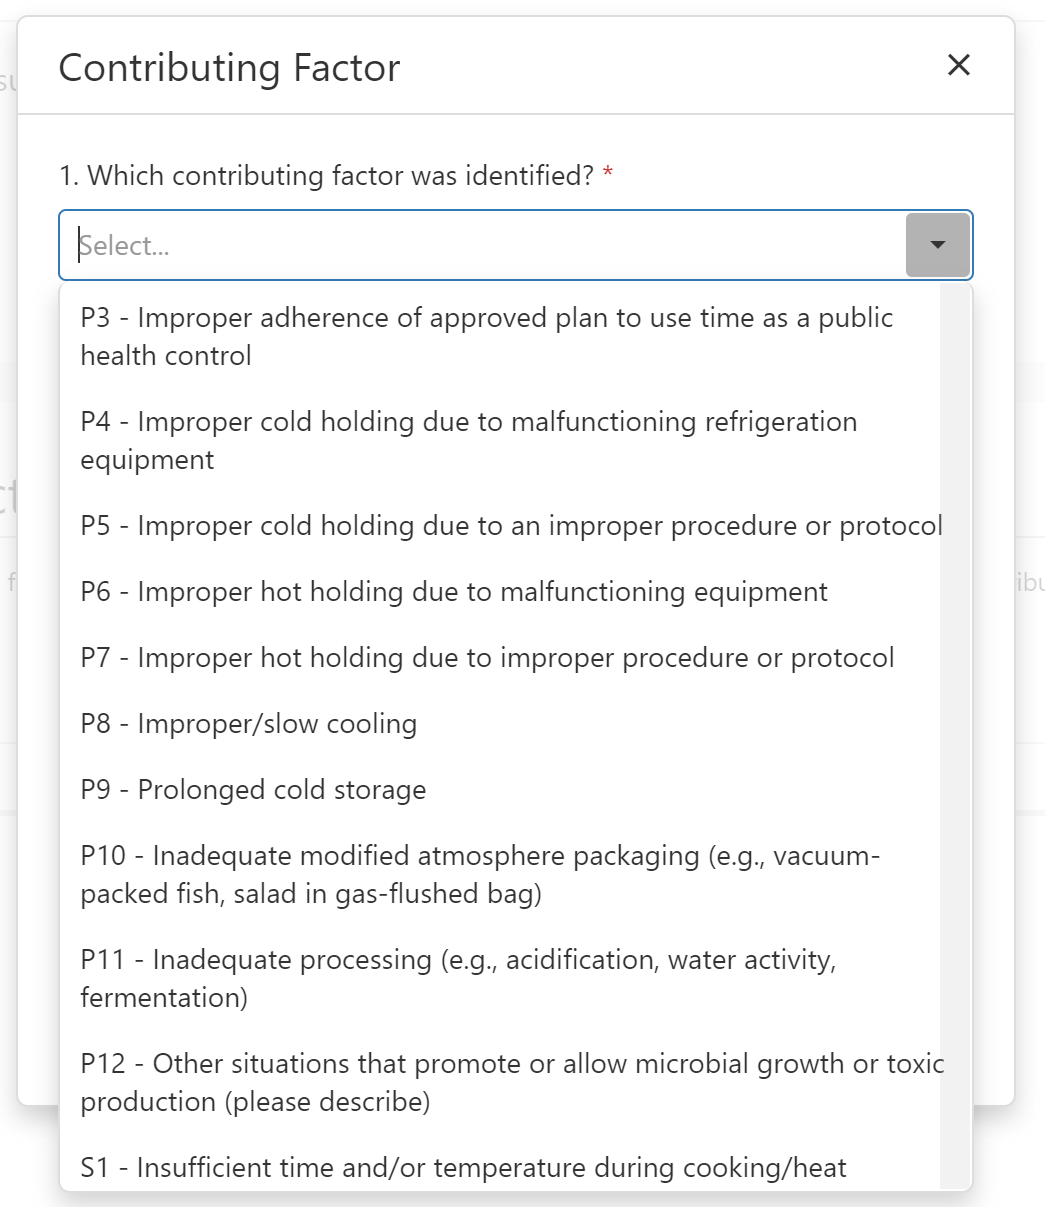 Contributing Factor
1. Which contributing factor was identified? *
Select...
P3 - Improper adherence of approved plan to use time as a public
health control
P4 - Improper cold holding due to malfunctioning refrigeration
equipment
P5 - Improper cold holding due to an improper procedure or protocol
P6 - Improper hot holding due to malfunctioning equipment
P7 - Improper hot holding due to improper procedure or protocol
P8 - Improper/slow cooling
P9 - Prolonged cold storage
P10 - Inadequate modified atmosphere packaging (e.g., vacuum-
packed fish, salad in gas-flushed bag)
P11 - Inadequate processing (e.g., acidification, water activity,
fermentation)
P12 - Other situations that promote or allow microbial growth or toxic
production (please describe)
S1 - Insufficient time and/or temperature during cooking/heat